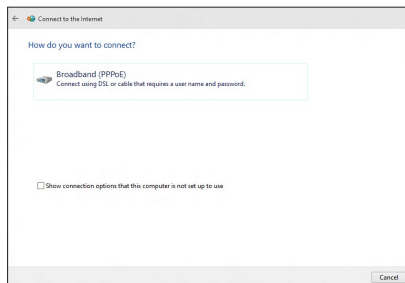 Connect to the Internet
How do you want to connect?
Broadband (PPPoE)
Connect using DSL or cable that requires a user name and password.
Show connection options that this computer is not set up to use
Cancel